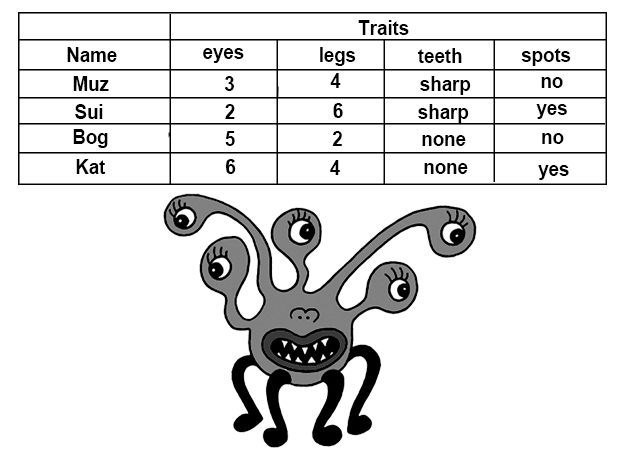 Traits
Name eyes legs teeth spots
Muz 3 4 sharp no
Sui 2 6 sharp yes
Bog 5 2 none no
Kat 6 4 none yes